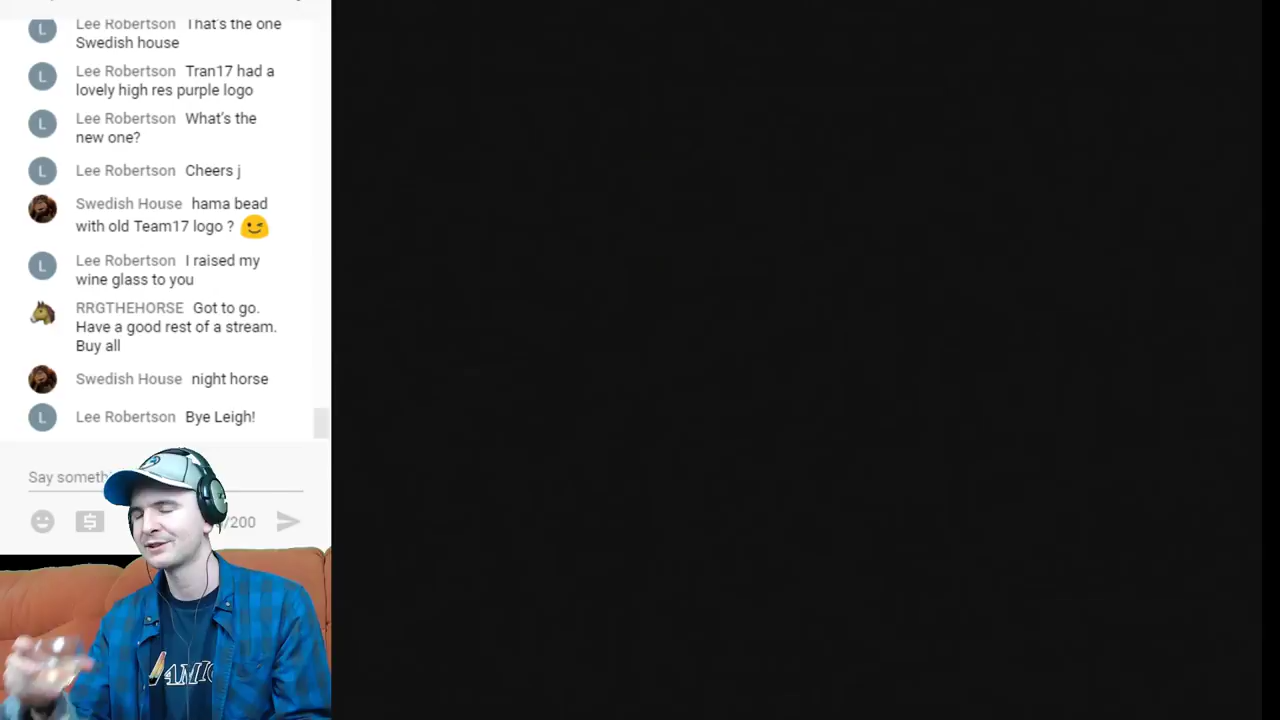 Lee Robertson That's the one
Swedish house
Lee Robertson Tran17 had a
lovely high res purple logo
Lee Robertson What's the
new one?
Lee Robertson Cheers j
Swedish House hama bead
with old Team17 logo ?
Lee Robertson I raised my
wine glass to you
RRGTHEHORSE Got to go.
Have a good rest of a stream.
Buy all
Swedish House night horse
Lee Robertson Bye Leigh!
Say
/200